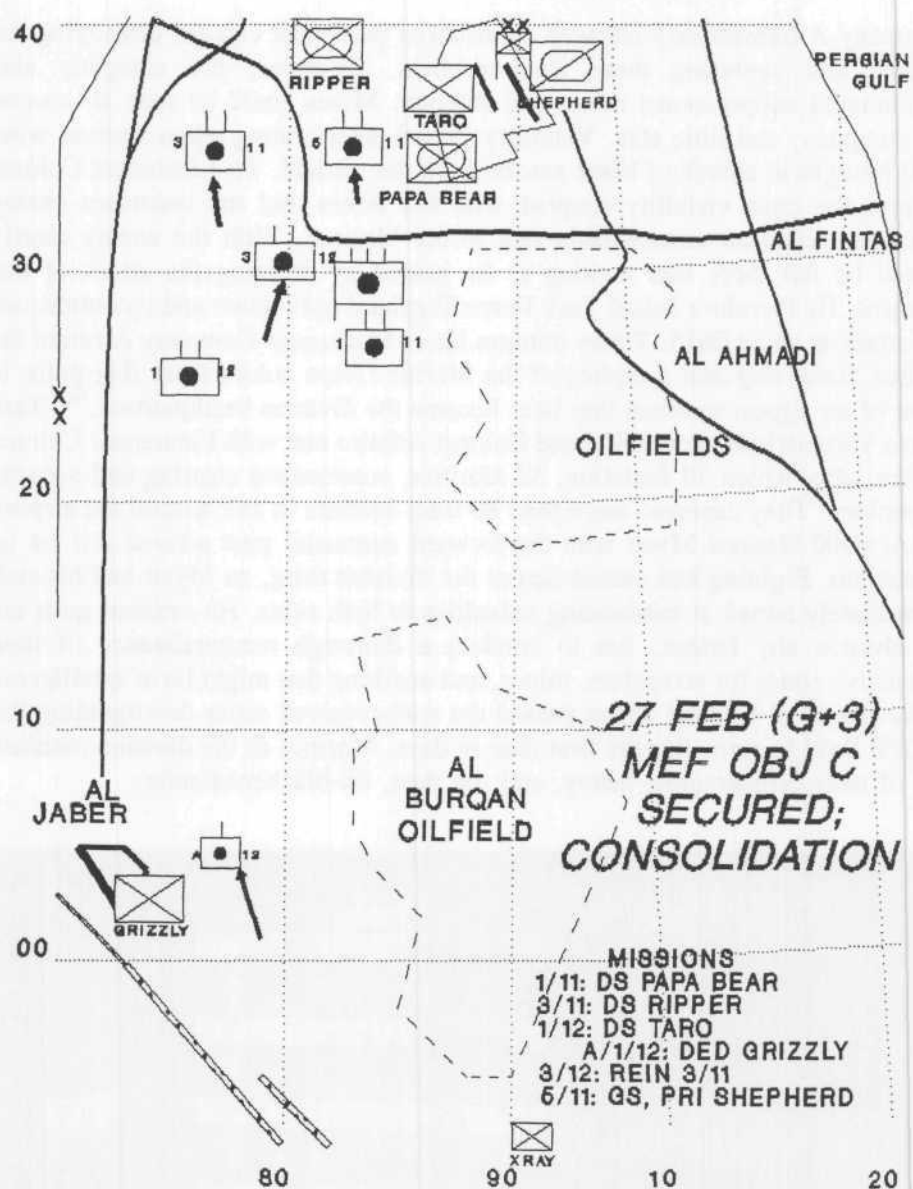 40
XX
RIPPER
TARO
SHEPHERD
PERSIAN
GULF
3 11
5 11
PAPA BEAR
AL FINTAS
30
3 12
1 11
AL AHMADI
12
XX
OILFIELDS
20
10
27 FEB (G+3)
MEF OBJ C
SECURED;
CONSOLIDATION
AL
BURQAN
OILFIELD
AL
JABER
A 12
GRIZZLY
00
MISSIONS
1/11: DS PAPA BEAR
3/11: DS RIPPER
1/12: DS TARO
A/1/12: DED GRIZZLY
3/12: REIN 3/11
5/11: GS, PRI SHEPHERD
XRAY
80
90
10
20